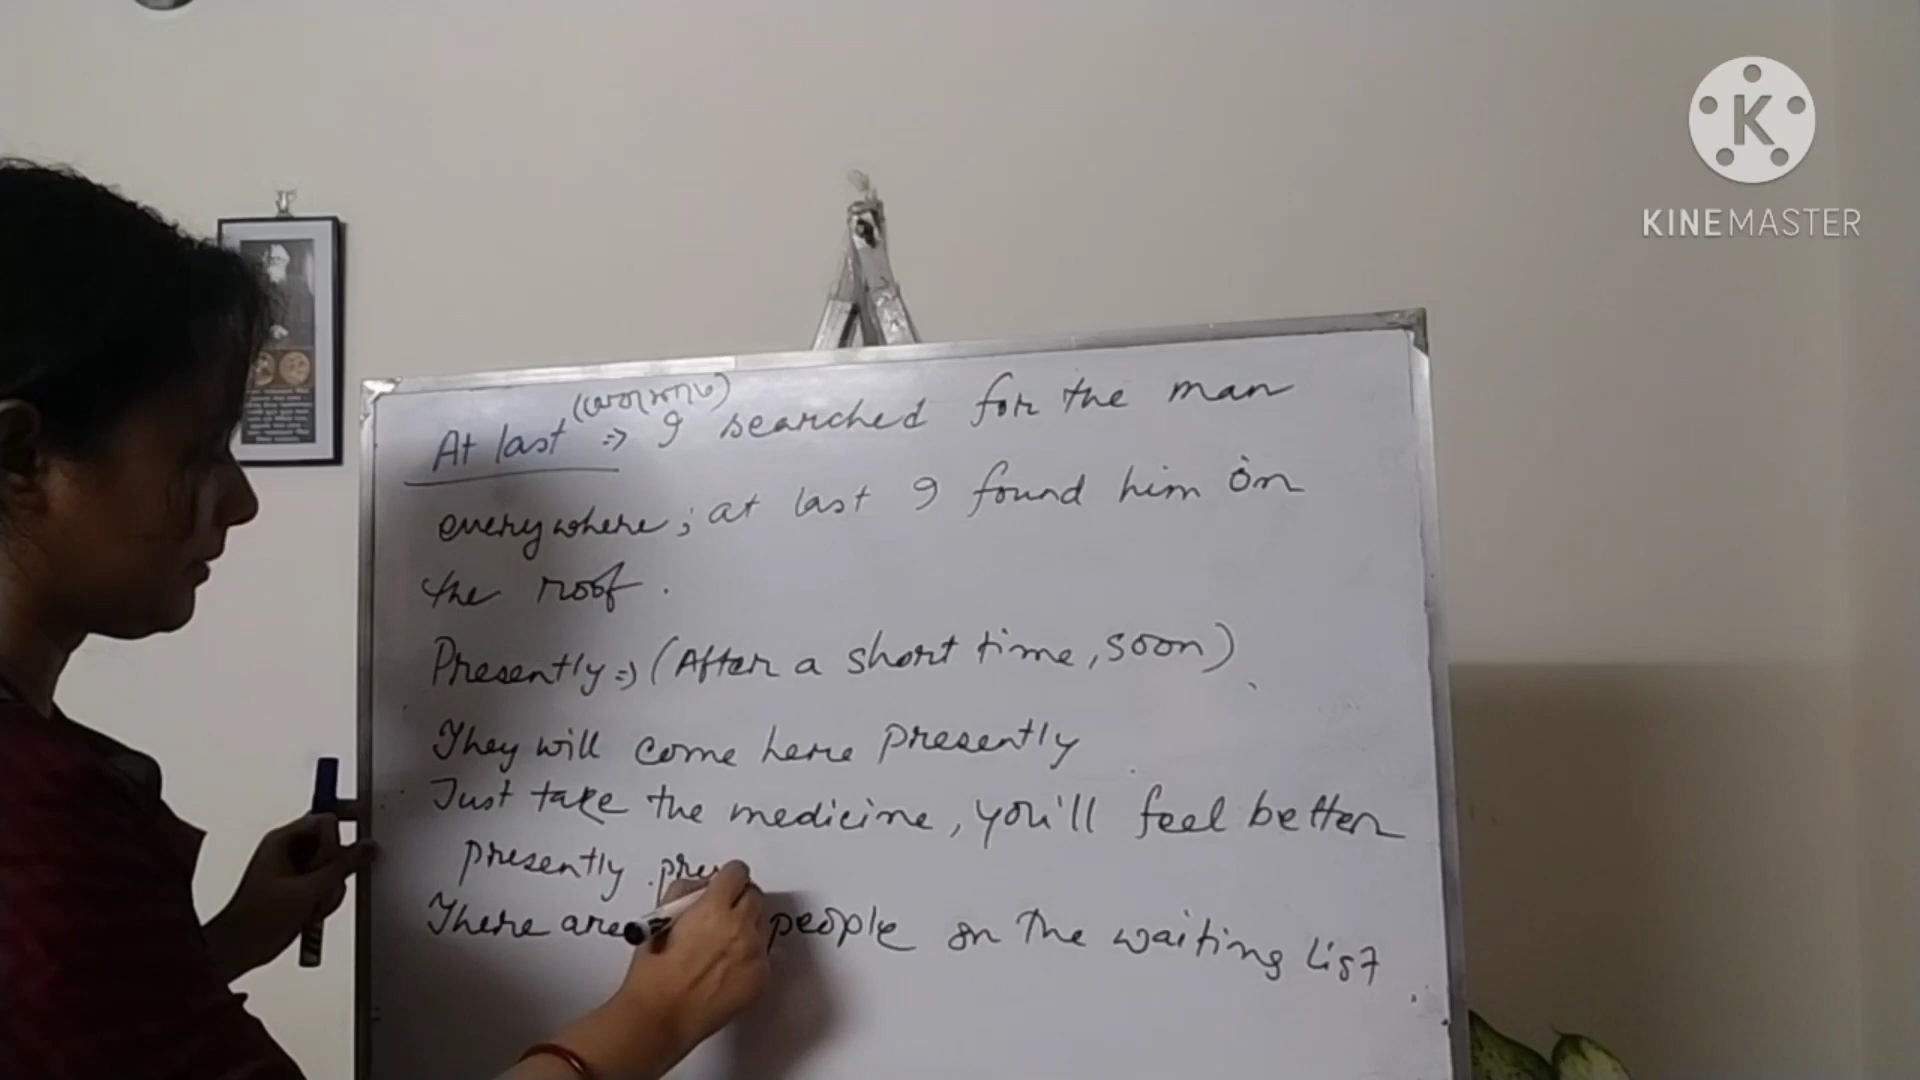 KINEMASTER
At last (অবশেষে) => I searched for the man
everywhere; at last I found him on
the roof.
Presently => (After a short time, soon)
They will come here presently
Just take the medicine, you'll feel better
presently. pres
There are people on the waiting list